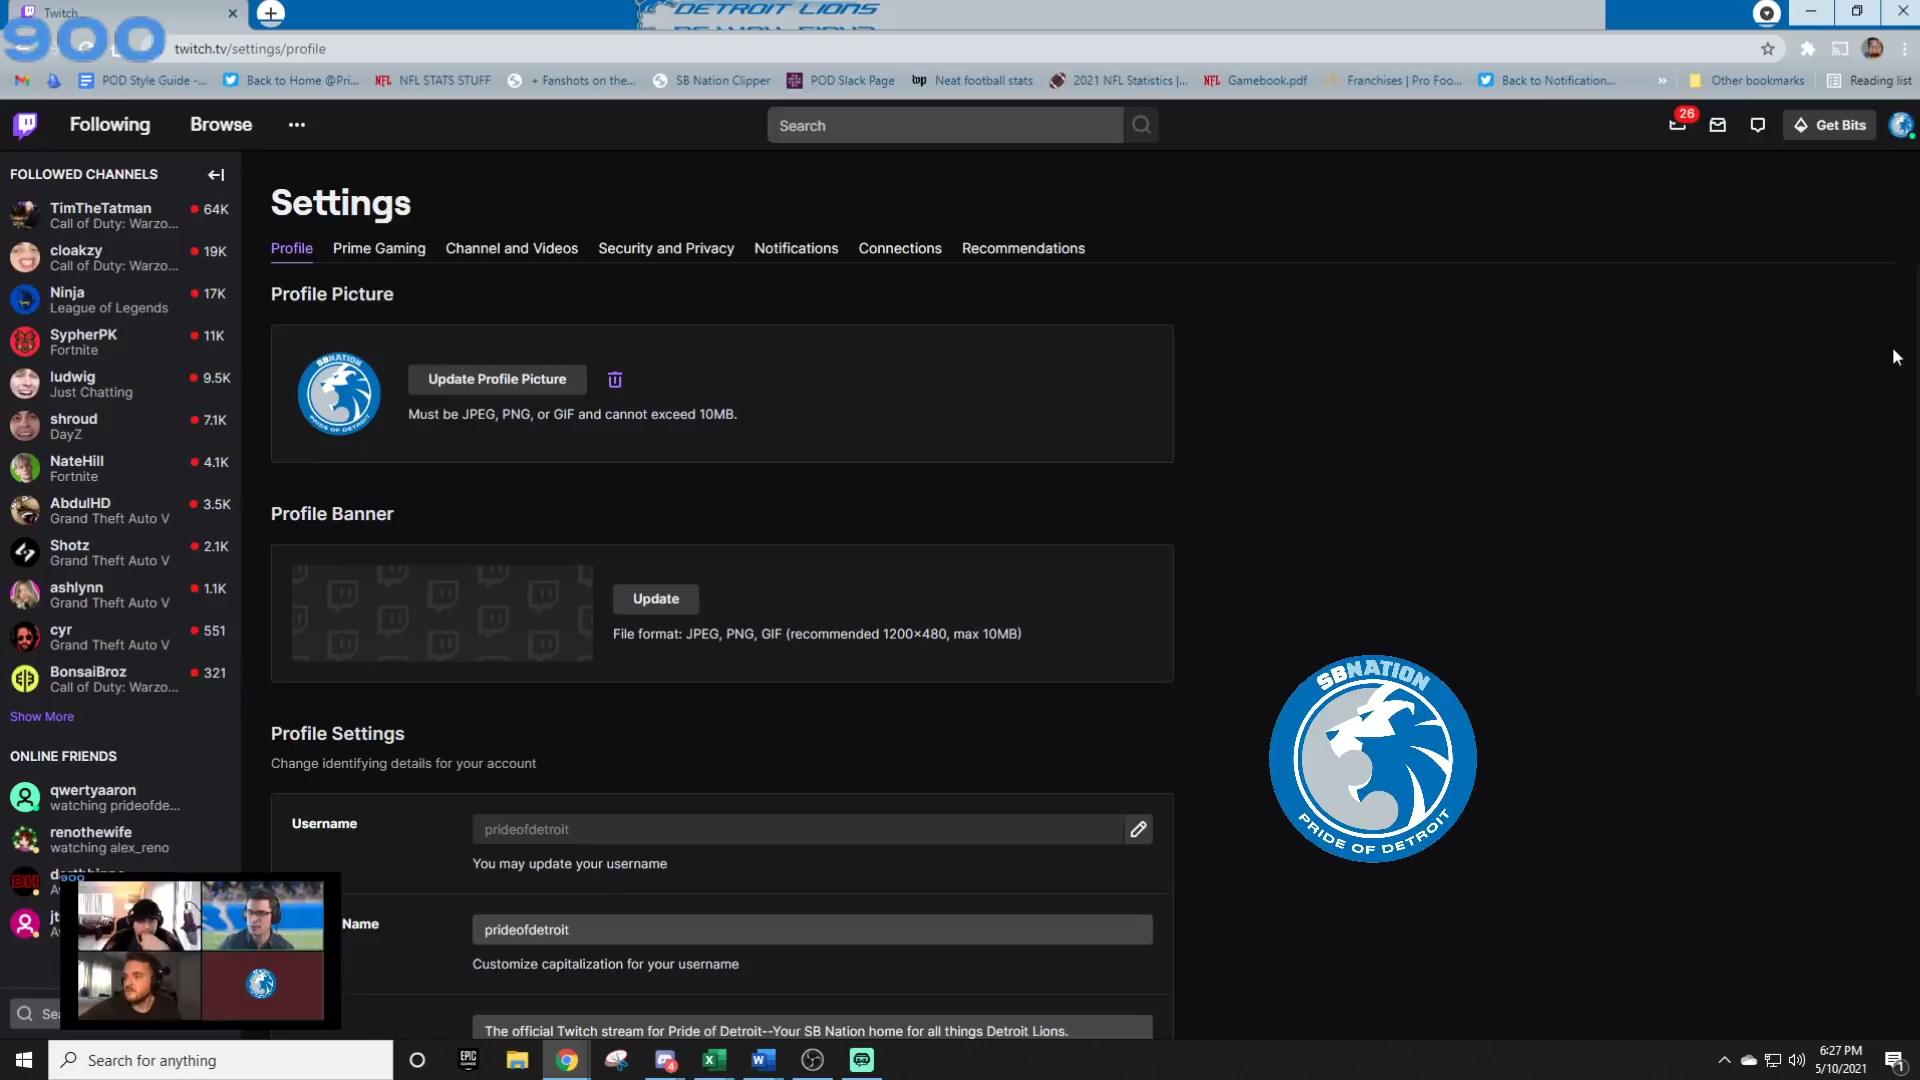 Twitch
DETROIT LIONS
900
twitch.tv/settings/profile
POD Style Guide -...
Back to Home @Pri...
NFL STATS STUFF
+ Fanshots on the...
SB Nation Clipper
POD Slack Page
Neat football stats
2021 NFL Statistics |...
Gamebook.pdf
Franchises | Pro Foo...
Back to Notification...
»
Other bookmarks
Reading list
Following
Browse
Search
26
Get Bits
FOLLOWED CHANNELS
TimTheTatman
64K
Call of Duty: Warzo...
cloakzy
19K
Call of Duty: Warzo...
Ninja
17K
League of Legends
SypherPK
11K
Fortnite
ludwig
9.5K
Just Chatting
shroud
7.1K
DayZ
NateHill
4.1K
Fortnite
AbdulHD
3.5K
Grand Theft Auto V
Shotz
2.1K
Grand Theft Auto V
ashlynn
1.1K
Grand Theft Auto V
cyr
551
Grand Theft Auto V
BonsaiBroz
321
Call of Duty: Warzo...
Show More
ONLINE FRIENDS
qwertyaaron
watching prideofde...
renothewife
watching alex_reno
Settings
Profile
Prime Gaming
Channel and Videos
Security and Privacy
Notifications
Connections
Recommendations
Profile Picture
Update Profile Picture
Must be JPEG, PNG, or GIF and cannot exceed 10MB.
Profile Banner
Update
File format: JPEG, PNG, GIF (recommended 1200×480, max 10MB)
Profile Settings
Change identifying details for your account
Username
prideofdetroit
You may update your username
Name
prideofdetroit
Customize capitalization for your username
The official Twitch stream for Pride of Detroit--Your SB Nation home for all things Detroit Lions.
SBNATION
PRIDE OF DETROIT
900
Search for anything
EPIC
4
6:27 PM
5/10/2021
1